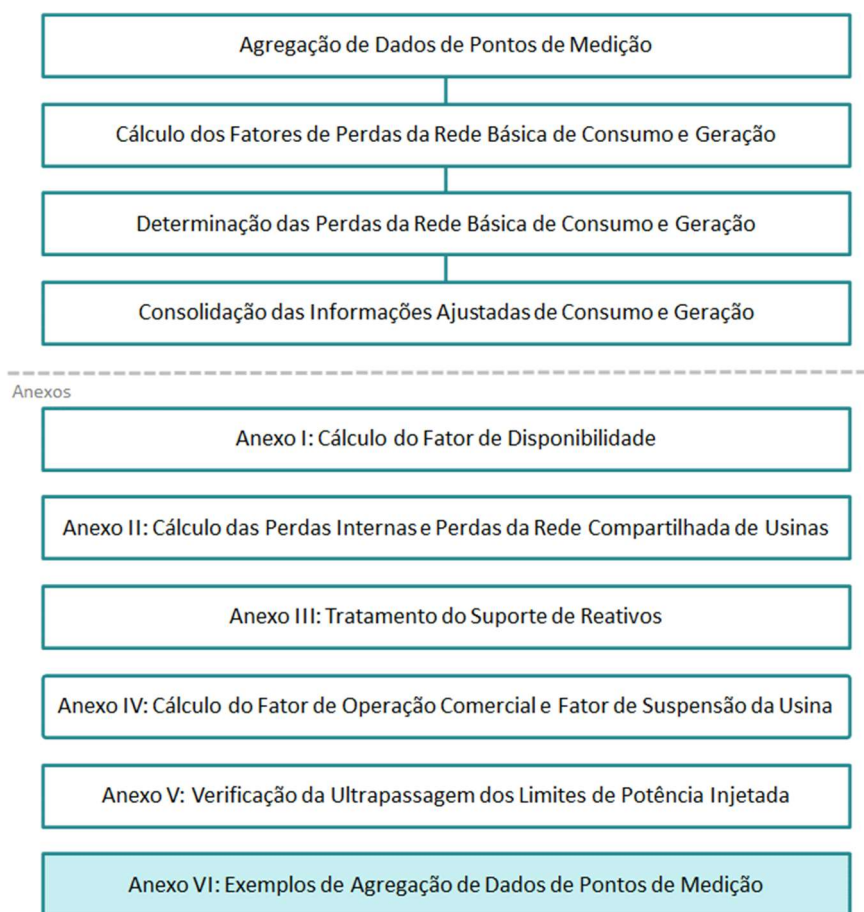 Agregação de Dados de Pontos de Medição
Cálculo dos Fatores de Perdas da Rede Básica de Consumo e Geração
Determinação das Perdas da Rede Básica de Consumo e Geração
Consolidação das Informações Ajustadas de Consumo e Geração
Anexos
Anexo I: Cálculo do Fator de Disponibilidade
Anexo II: Cálculo das Perdas Internas e Perdas da Rede Compartilhada de Usinas
Anexo III: Tratamento do Suporte de Reativos
Anexo IV: Cálculo do Fator de Operação Comercial e Fator de Suspensão da Usina
Anexo V: Verificação da Ultrapassagem dos Limites de Potência Injetada
Anexo VI: Exemplos de Agregação de Dados de Pontos de Medição